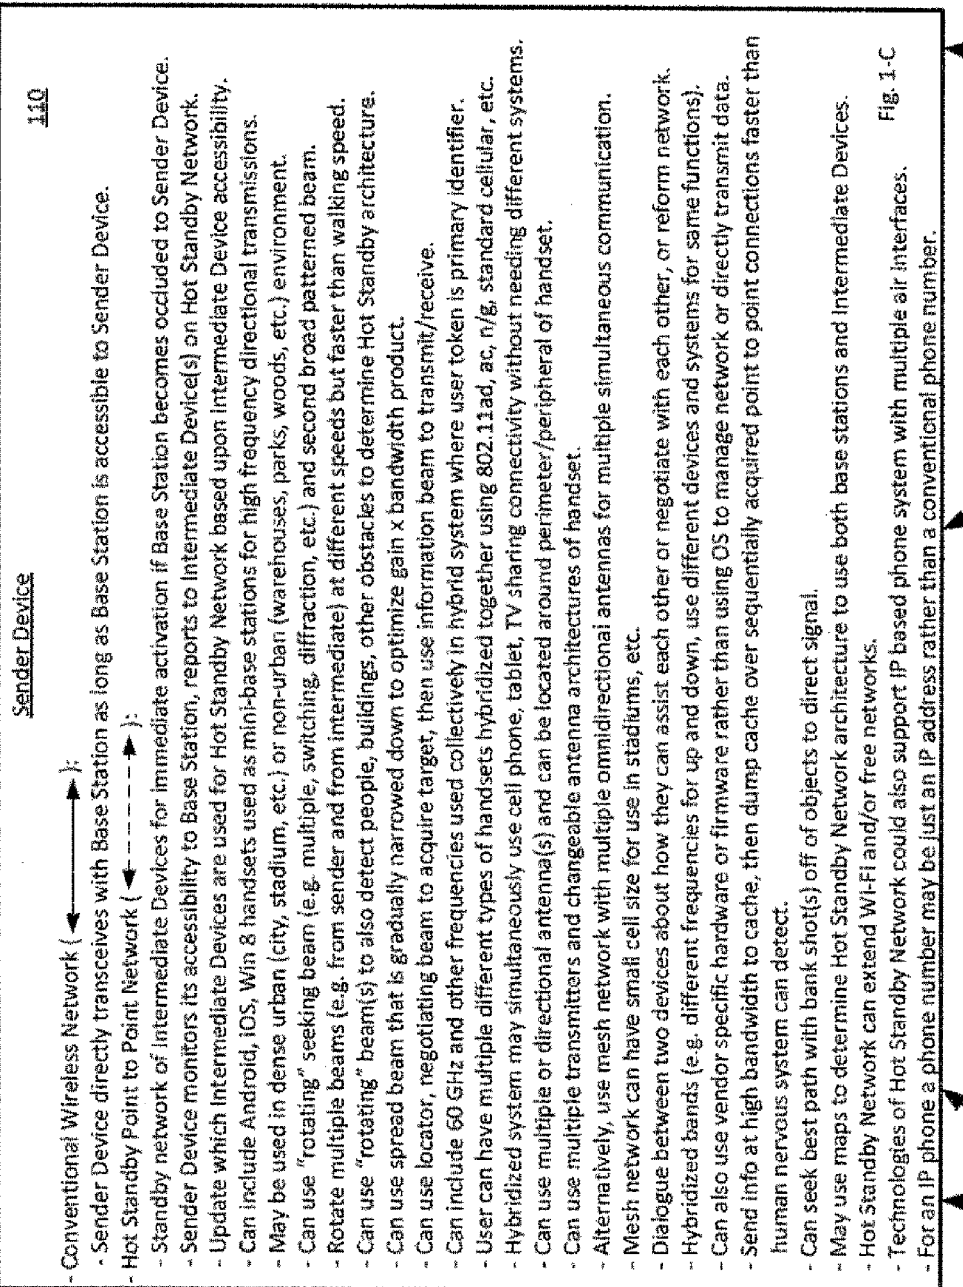 Sender Device
110
- Conventional Wireless Network ( ):
- Sender Device directly transceives with Base Station as long as Base Station is accessible to Sender Device.
- Hot Standby Point to Point Network ( ):
- Standby network of Intermediate Devices for immediate activation if Base Station becomes occluded to Sender Device.
- Sender Device monitors its accessibility to Base Station, reports to Intermediate Device(s) on Hot Standby Network.
- Update which Intermediate Devices are used for Hot Standby Network based upon Intermediate Device accessibility.
- Can include Android, iOS, Win 8 handsets used as mini-base stations for high frequency directional transmissions.
- May be used in dense urban (city, stadium, etc.) or non-urban (warehouses, parks, woods, etc.) environment.
- Can use "rotating" seeking beam (e.g. multiple, switching, diffraction, etc.) and second broad patterned beam.
- Rotate multiple beams (e.g. from sender and from intermediate) at different speeds but faster than walking speed.
- Can use "rotating" beam(s) to also detect people, buildings, other obstacles to determine Hot Standby architecture.
- Can use spread beam that is gradually narrowed down to optimize gain x bandwidth product.
- Can use locator, negotiating beam to acquire target, then use information beam to transmit/receive.
- Can include 60 GHz and other frequencies used collectively in hybrid system where user token is primary identifier.
- User can have multiple different types of handsets hybridized together using 802.11ad, ac, n/g, standard cellular, etc.
- Hybridized system may simultaneously use cell phone, tablet, TV sharing connectivity without needing different systems.
- Can use multiple or directional antenna(s) and can be located around perimeter/peripheral of handset.
- Can use multiple transmitters and changeable antenna architectures of handset.
- Alternatively, use mesh network with multiple omnidirectional antennas for multiple simultaneous communication.
- Mesh network can have small cell size for use in stadiums, etc.
- Dialogue between two devices about how they can assist each other or negotiate with each other, or reform network.
- Hybridized bands (e.g. different frequencies for up and down, use different devices and systems for same functions).
- Can also use vendor specific hardware or firmware rather than using OS to manage network or directly transmit data.
- Send info at high bandwidth to cache, then dump cache over sequentially acquired point to point connections faster than
human nervous system can detect.
- Can seek best path with bank shot(s) off of objects to direct signal.
- May use maps to determine Hot Standby Network architecture to use both base stations and Intermediate Devices.
- Hot Standby Network can extend Wi-Fi and/or free networks.
- Technologies of Hot Standby Network could also support IP based phone system with multiple air interfaces.
- For an IP phone a phone number may be just an IP address rather than a conventional phone number.
Fig. 1-C